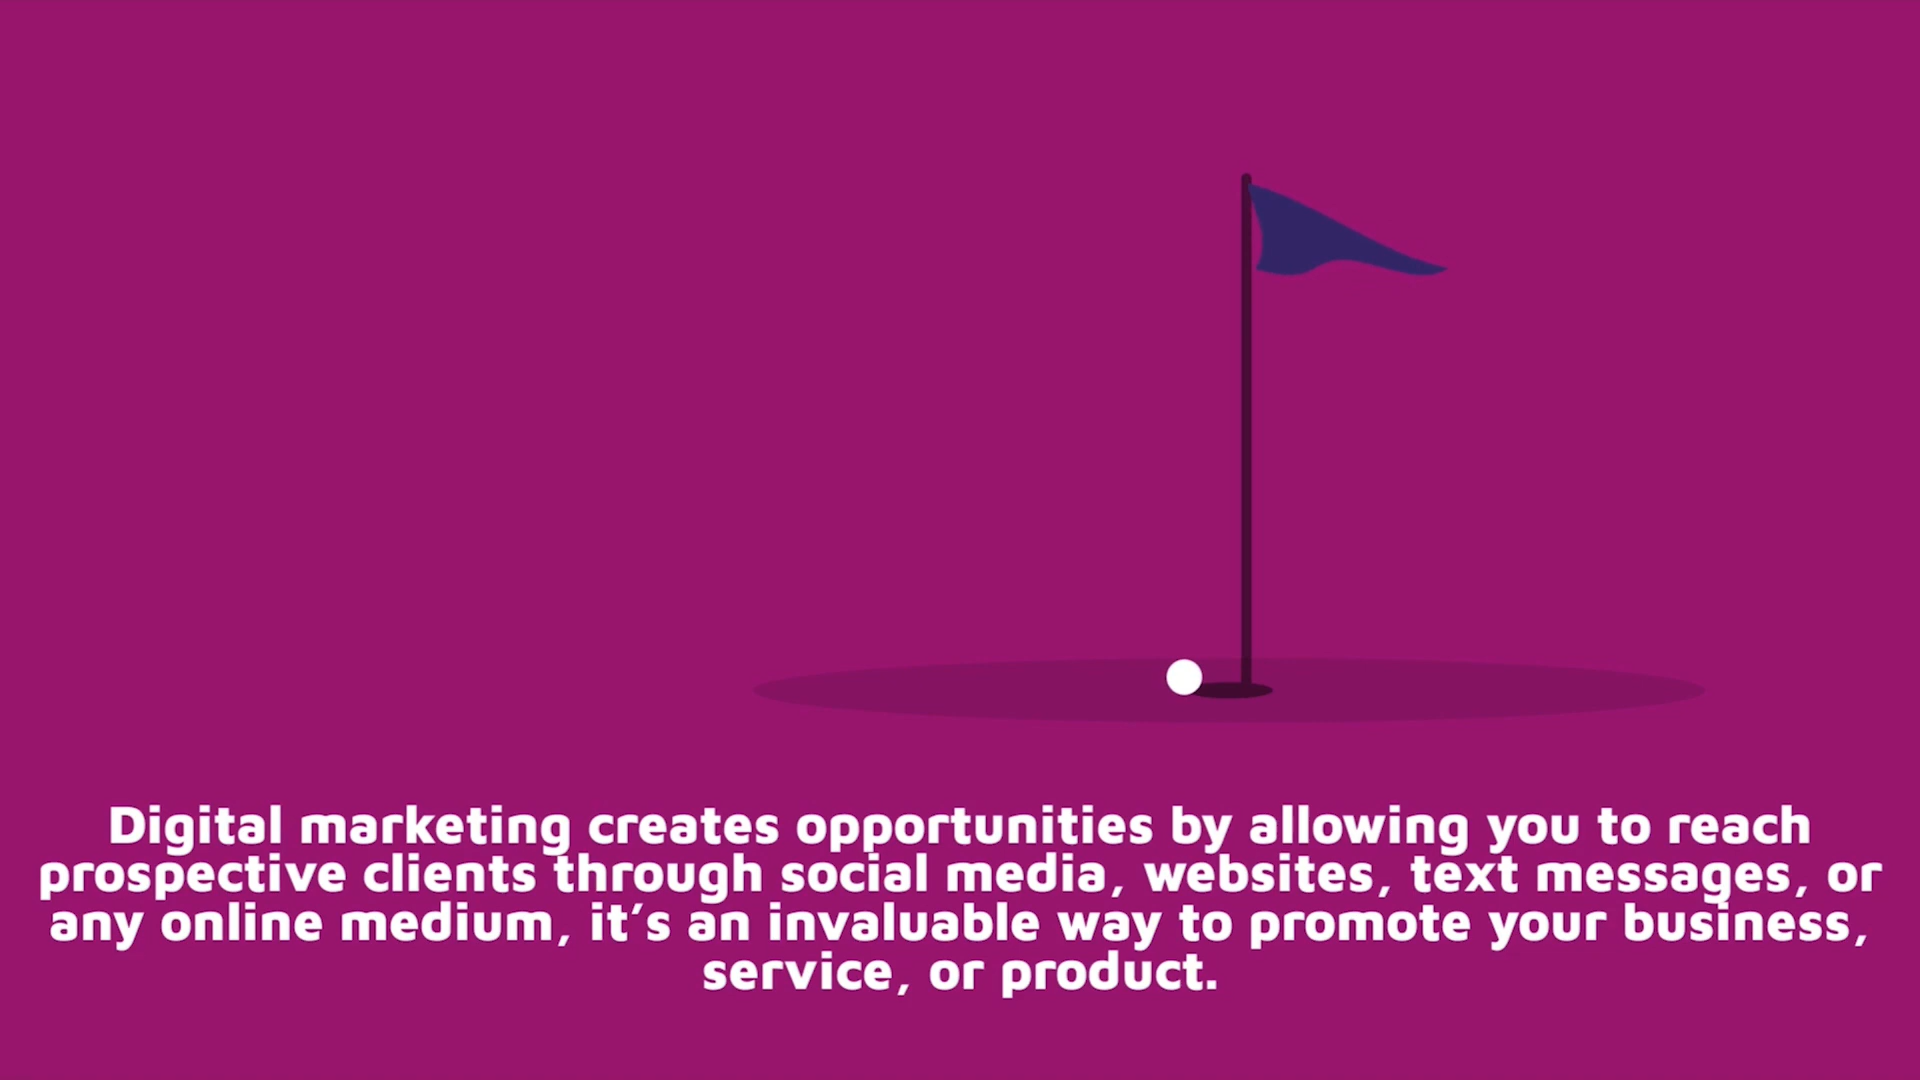 Digital marketing creates opportunities by allowing you to reach
prospective clients through social media, websites, text messages, or
any online medium, it’s an invaluable way to promote your business,
service, or product.